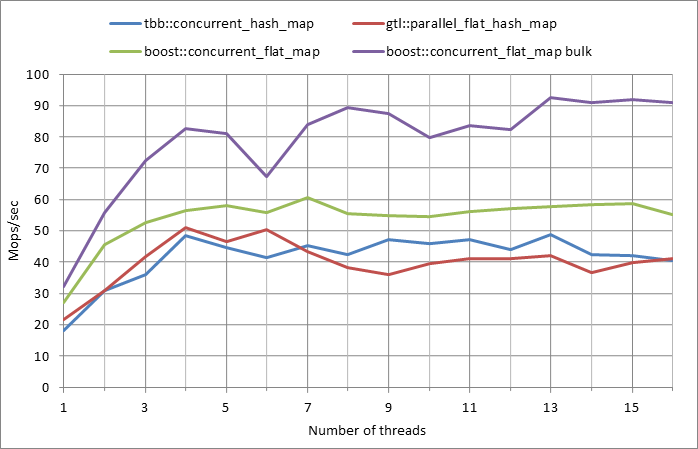 tbb::concurrent_hash_map gtl::parallel_flat_hash_map
boost::concurrent_flat_map boost::concurrent_flat_map bulk
100
90
80
70
60
50
40
30
20
10
0
Mops/sec
1 3 5 7 9 11 13 15
Number of threads